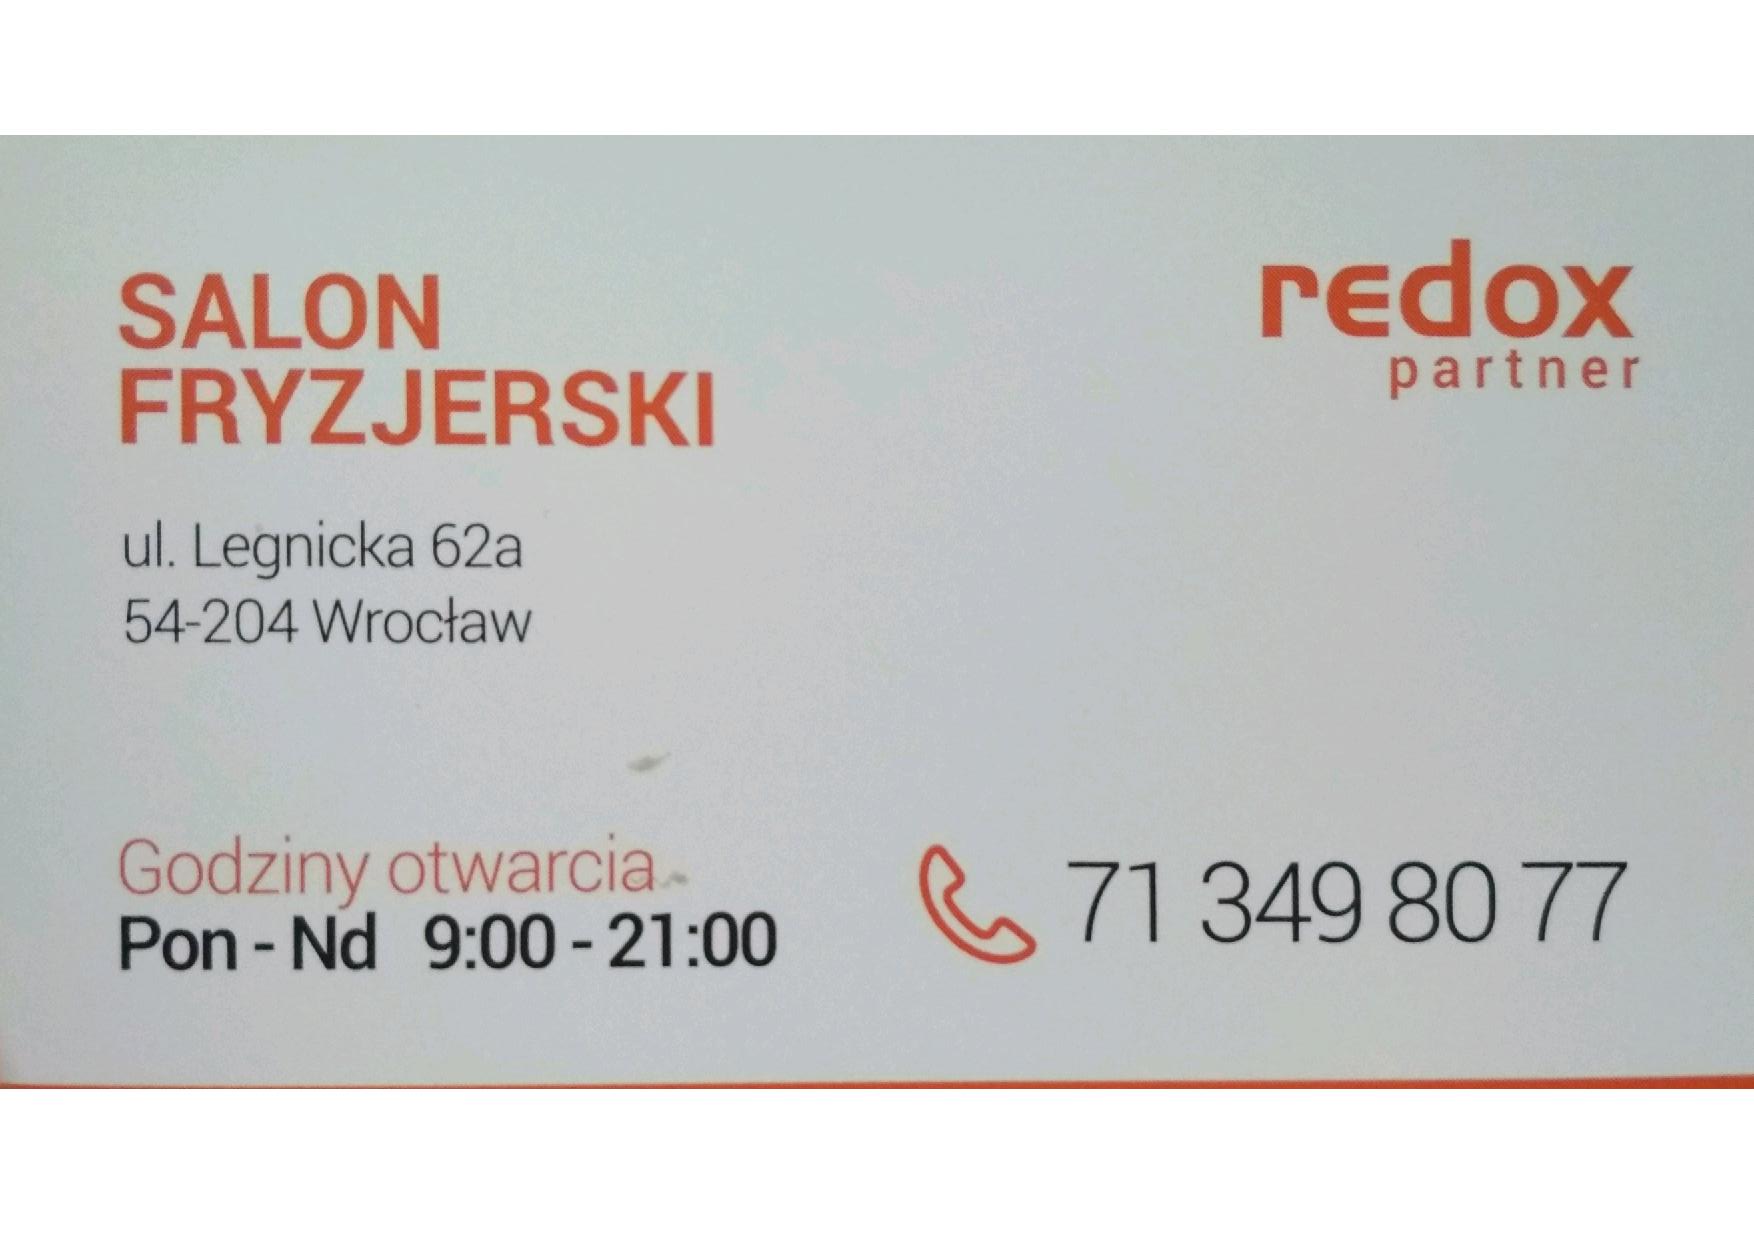 SALON
FRYZJERSKI
redox
partner
ul. Legnicka 62a
54-204 Wrocław
Godziny otwarcia
Pon - Nd 9:00 - 21:00
71 349 80 77